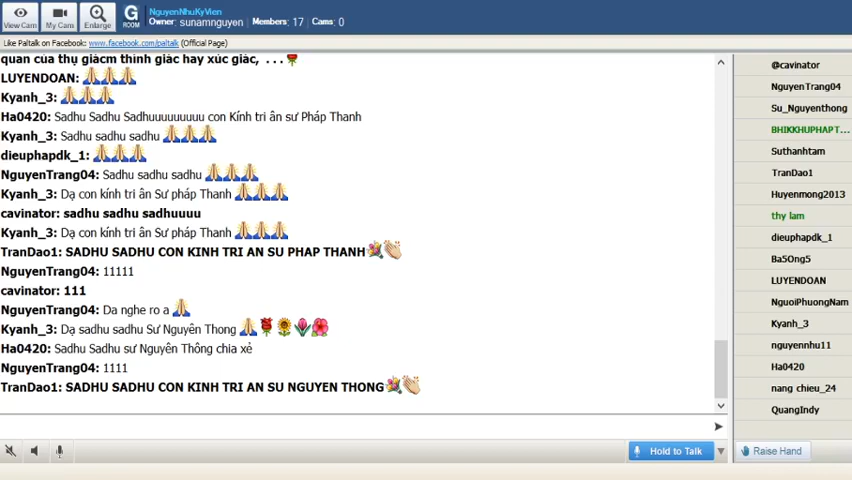 View Cam
My Cam
Enlarge
G
ROOM
NguyenNhuKyVien
Owner: sunamnguyen Members: 17 Cams: 0
Like Paltalk on Facebook: www.facebook.com/paltalk (Official Page)
quan của thụ giácm thính giác hay xúc giác, ...
LUYENDOAN:
Kyanh_3:
Ha0420: Sadhu Sadhu Sadhuuuuuuuuu con Kính tri ân sư Pháp Thanh
Kyanh_3: Sadhu sadhu sadhu
dieuphapdk_1:
NguyenTrang04: Sadhu sadhu sadhu
Kyanh_3: Dạ con kính tri ân Sư pháp Thanh
cavinator: sadhu sadhu sadhuuuu
Kyanh_3: Dạ con kính tri ân Sư pháp Thanh
TranDao1: SADHU SADHU CON KINH TRI AN SU PHAP THANH
NguyenTrang04: 11111
cavinator: 111
NguyenTrang04: Da nghe ro a
Kyanh_3: Dạ sadhu sadhu Sư Nguyên Thong
Ha0420: Sadhu Sadhu sư Nguyên Thông chia xẻ
NguyenTrang04: 1111
TranDao1: SADHU SADHU CON KINH TRI AN SU NGUYEN THONG
@cavinator
NguyenTrang04
Su_Nguyenthong
BHIKKHUPHAPT...
Suthanhtam
TranDao1
Huyenmong2013
thy lam
dieuphapdk_1
Ba5Ong5
LUYENDOAN
NguoiPhuongNam
Kyanh_3
nguyennhu11
Ha0420
nang chieu_24
QuangIndy
Hold to Talk
Raise Hand